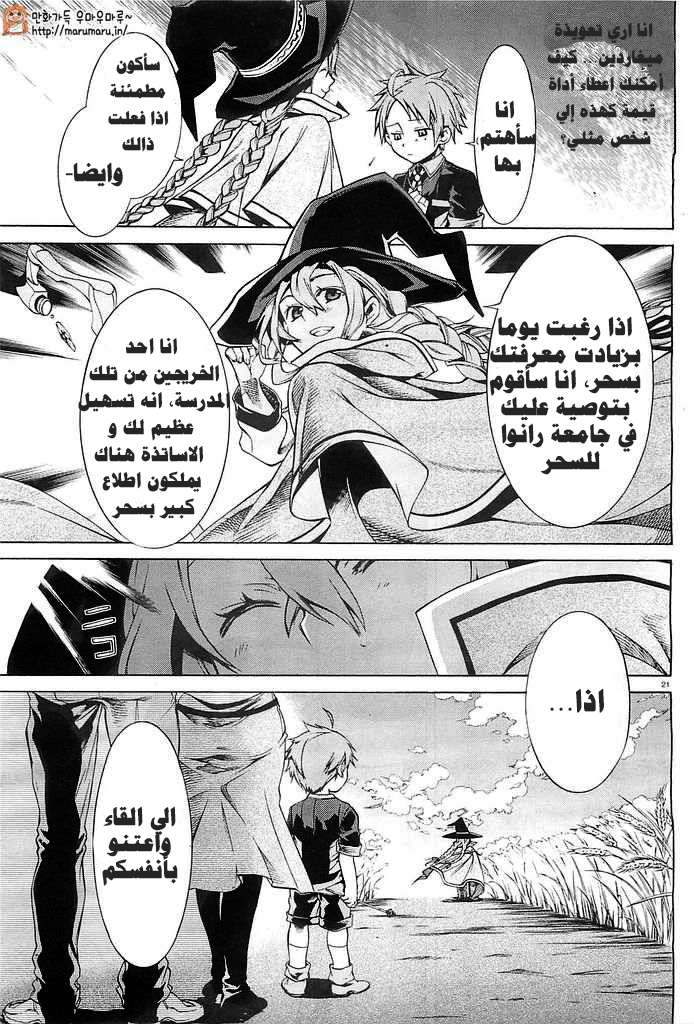 만화가득 우마우마루~
http://marumaru.in/
انا اري تعويذة
ميغاردين .. كيف
أمكنك اعطاء أداة
قيمة كهذه إلي
شخص مثلي؟
انا
سأهتم
بها
سأكون
مطمئنة
اذا فعلت
ذالك
وايضا-
اذا رغبت يوما
بزيادت معرفتك
بسحر، انا سأقوم
بتوصية عليك
في جامعة رانوا
للسحر
انا احد
الخريجين من تلك
المدرسة، انه تسهيل
عظيم لك و
الاساتذة هناك
يملكون اطلاع
كبير بسحر
21
اذا...
الي القاء
واعتنو
بأنفسكم